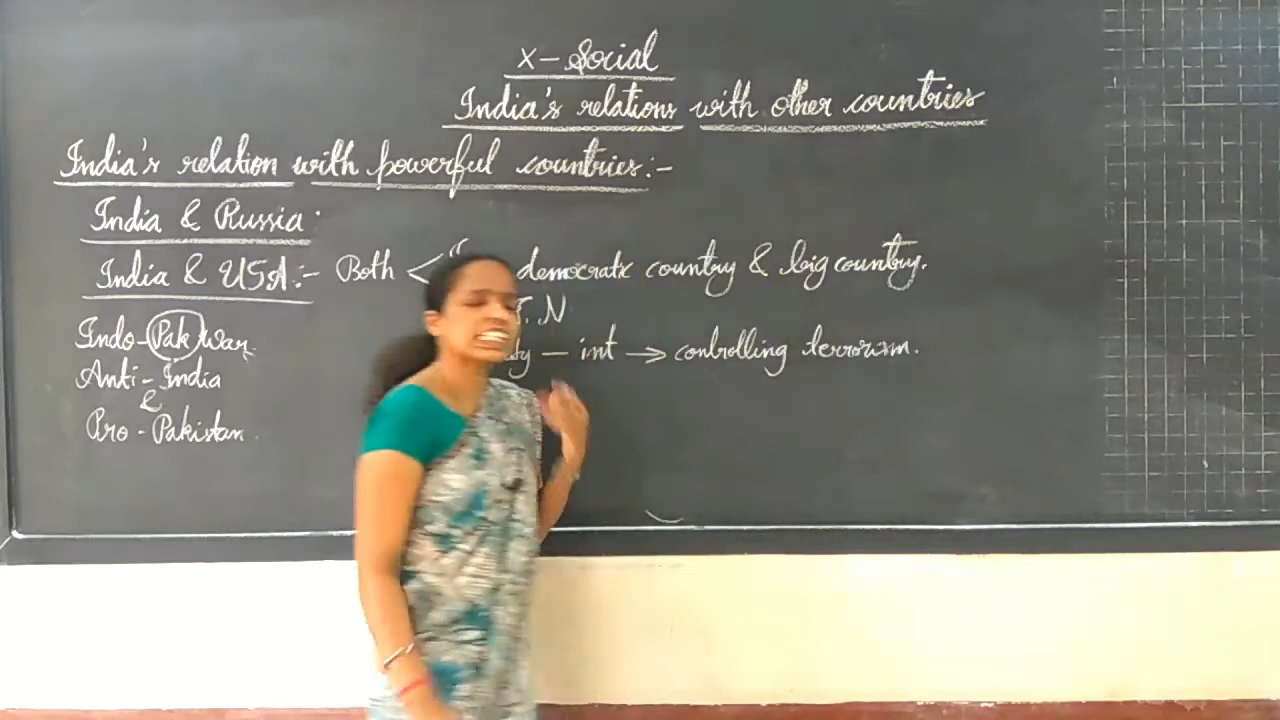 X - Social
India's relations with other countries
India's relation with powerful countries:-
India & Russia.
India & USA:- Both < democratic country & big country.
Indo-Pak War
. N
- int → controlling terrorism.
Anti-India
&
Pro-Pakistan.